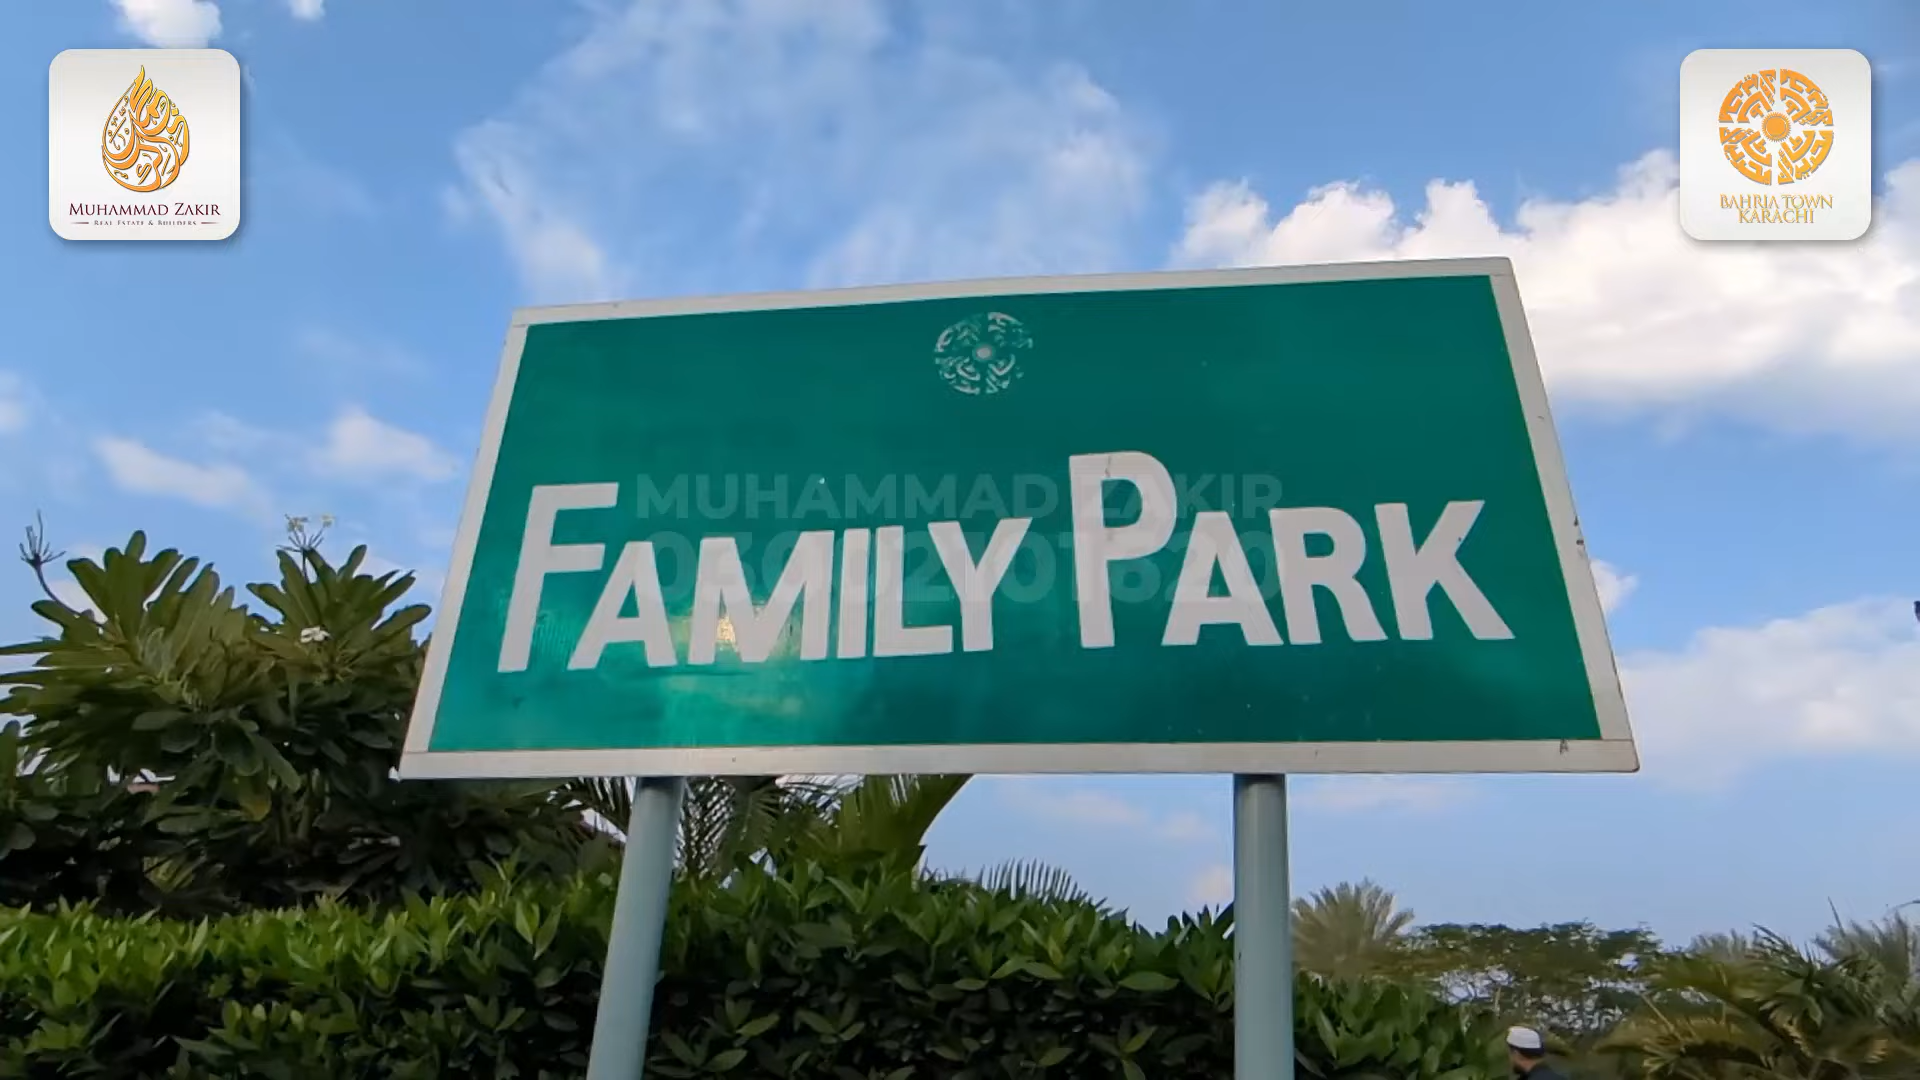 MUHAMMAD ZAKIR
REAL ESTATE & BUILDERS
BAHRIA TOWN
KARACHI
MUHAMMAD ZAKIR
FAMILY PARK